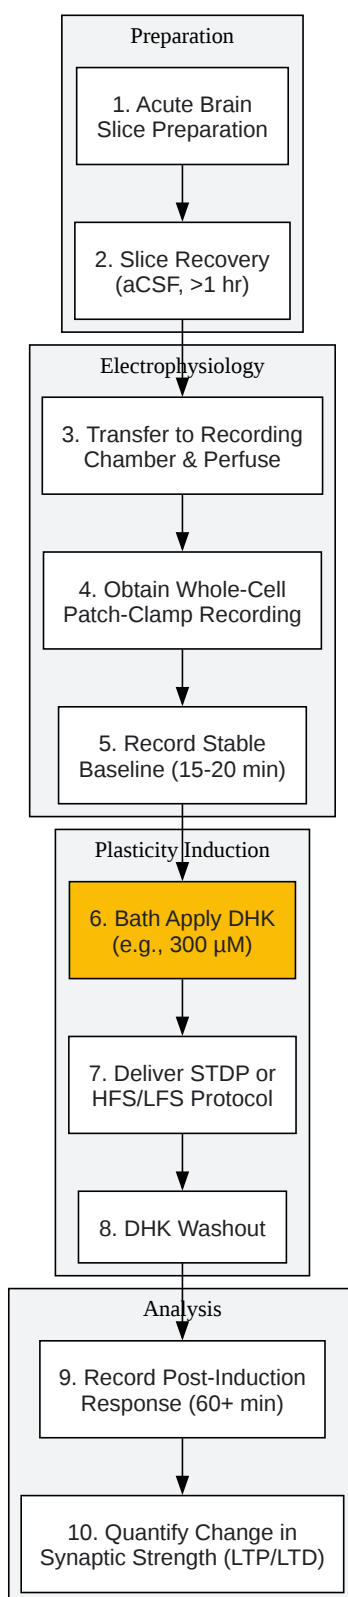 Preparation
1. Acute Brain
Slice Preparation
2. Slice Recovery
(aCSF, >1 hr)
Electrophysiology
3. Transfer to Recording
Chamber & Perfuse
4. Obtain Whole-Cell
Patch-Clamp Recording
5. Record Stable
Baseline (15-20 min)
Plasticity Induction
6. Bath Apply DHK
(e.g., 300 µM)
7. Deliver STDP or
HFS/LFS Protocol
8. DHK Washout
Analysis
9. Record Post-Induction
Response (60+ min)
10. Quantify Change in
Synaptic Strength (LTP/LTD)